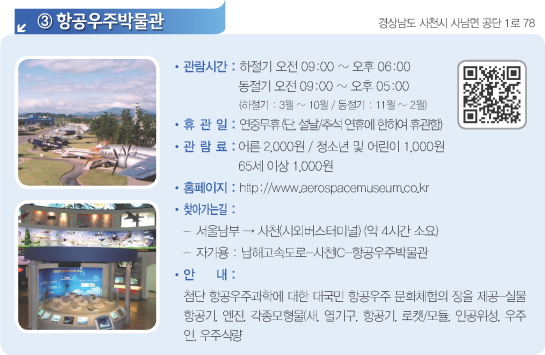 ③ 항공우주박물관
경상남도 사천시 사남면 공단 1로 78
• 관람시간 : 하절기 오전 09:00 ~ 오후 06:00
동절기 오전 09:00 ~ 오후 05:00
(하절기 : 3월 ~ 10월 / 동절기 : 11월 ~ 2월)
• 휴 관 일 : 연중무휴(단, 설날/추석 연휴에 한하여 휴관함)
• 관 람 료 : 어른 2,000원 / 청소년 및 어린이 1,000원
65세 이상 1,000원
• 홈페이지 : http://www.aerospacemuseum.co.kr
• 찾아가는길 :
- 서울남부 → 사천(시외버스터미널) (약 4시간 소요)
- 자가용 : 남해고속도로-사천IC-항공우주박물관
• 안 내 :
첨단 항공우주과학에 대한 대국민 항공우주 문화체험의 장을 제공-실물
항공기, 엔진, 각종모형물(새, 열기구, 항공기, 로켓/모듈, 인공위성, 우주
인, 우주식량